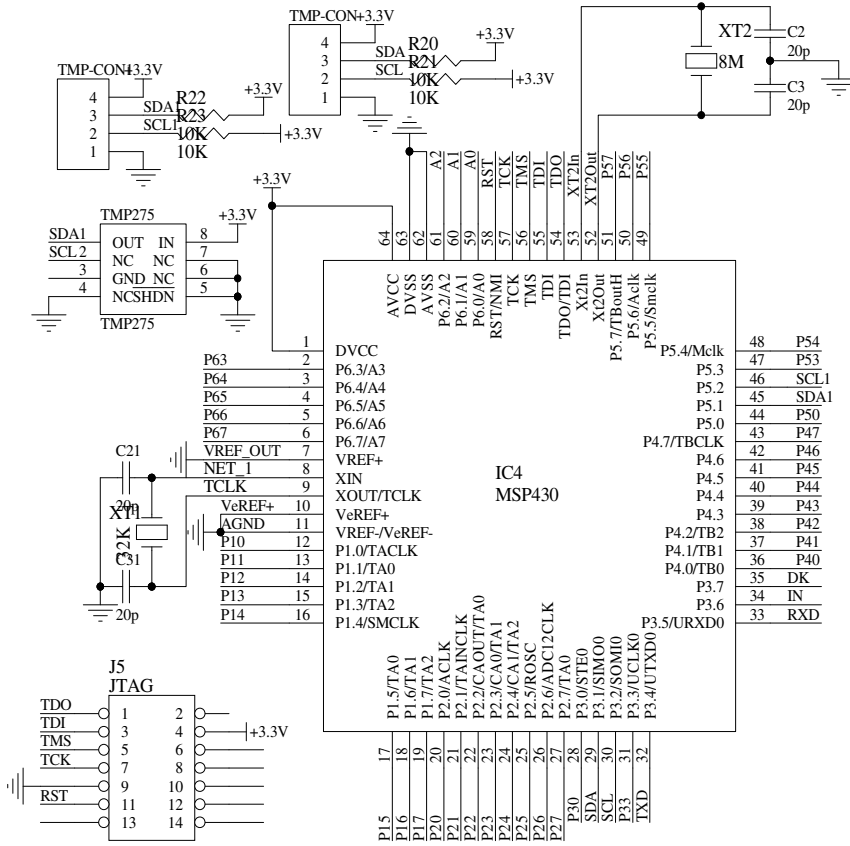 TMP-CON+3.3V
4
3 SDA
2 SCL
1
R20
R21
10K
10K
+3.3V
+3.3V
XT2
8M
C2
20p
C3
20p
TMP-CON4
+3.3V
4
3 SDA1
2 SCL1
1
R22
R23
10K
10K
+3.3V
+3.3V
+3.3V
TMP275
SDA1 OUT IN 8 +3.3V
SCL 2 NC NC 7
3 GND NC 6
4 NC SHDN 5
TMP275
64 AVCC
63 DVSS
62 AVSS
A2 61 P6.2/A2
A1 60 P6.1/A1
A0 59 P6.0/A0
RST 58 RST/NMI
TCK 57 TCK
TMS 56 TMS
TDI 55 TDI
TDO 54 TDO/TDI
XT2In 53 Xt2In
XT2Out 52 Xt2Out
P57 51 P5.7/TBoutH
P56 50 P5.6/Aclk
P55 49 P5.5/Smclk
1 DVCC
P63 2 P6.3/A3
P64 3 P6.4/A4
P65 4 P6.5/A5
P66 5 P6.6/A6
P67 6 P6.7/A7
VREF_OUT 7 VREF+
NET_1 8 XIN
TCLK 9 XOUT/TCLK
VeREF+ 10 VeREF+
AGND 11 VREF-/VeREF-
P10 12 P1.0/TACLK
P11 13 P1.1/TA0
P12 14 P1.2/TA1
P13 15 P1.3/TA2
P14 16 P1.4/SMCLK
C21
20p
XT1
32K
C31
20p
IC4
MSP430
P5.4/Mclk 48 P54
P5.3 47 P53
P5.2 46 SCL1
P5.1 45 SDA1
P5.0 44 P50
P4.7/TBCLK 43 P47
P4.6 42 P46
P4.5 41 P45
P4.4 40 P44
P4.3 39 P43
P4.2/TB2 38 P42
P4.1/TB1 37 P41
P4.0/TB0 36 P40
P3.7 35 DK
P3.6 34 IN
P3.5/URXD0 33 RXD
P1.5/TA0 17 P15
P1.6/TA1 18 P16
P1.7/TA2 19 P17
P2.0/ACLK 20 P20
P2.1/TAINCLK 21 P21
P2.2/CAOUT/TA0 22 P22
P2.3/CA0/TA1 23 P23
P2.4/CA1/TA2 24 P24
P2.5/ROSC 25 P25
P2.6/ADC12CLK 26 P26
P2.7/TA0 27 P27
P3.0/STE0 28 P30
P3.1/SIMO0 29 SDA
P3.2/SOMI0 30 SCL
P3.3/UCLK0 31 P33
P3.4/UTXD0 32 TXD
J5
JTAG
TDO 1 2
TDI 3 4 +3.3V
TMS 5 6
TCK 7 8
9 10
RST 11 12
13 14